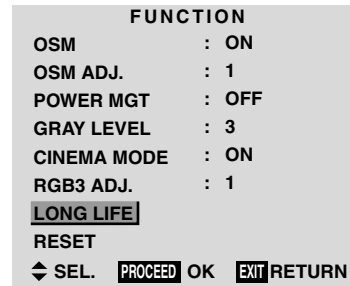 FUNCTION
OSM : ON
OSM ADJ. : 1
POWER MGT : OFF
GRAY LEVEL : 3
CINEMA MODE : ON
RGB3 ADJ. : 1
LONG LIFE
RESET
SEL. PROCEED OK EXIT RETURN